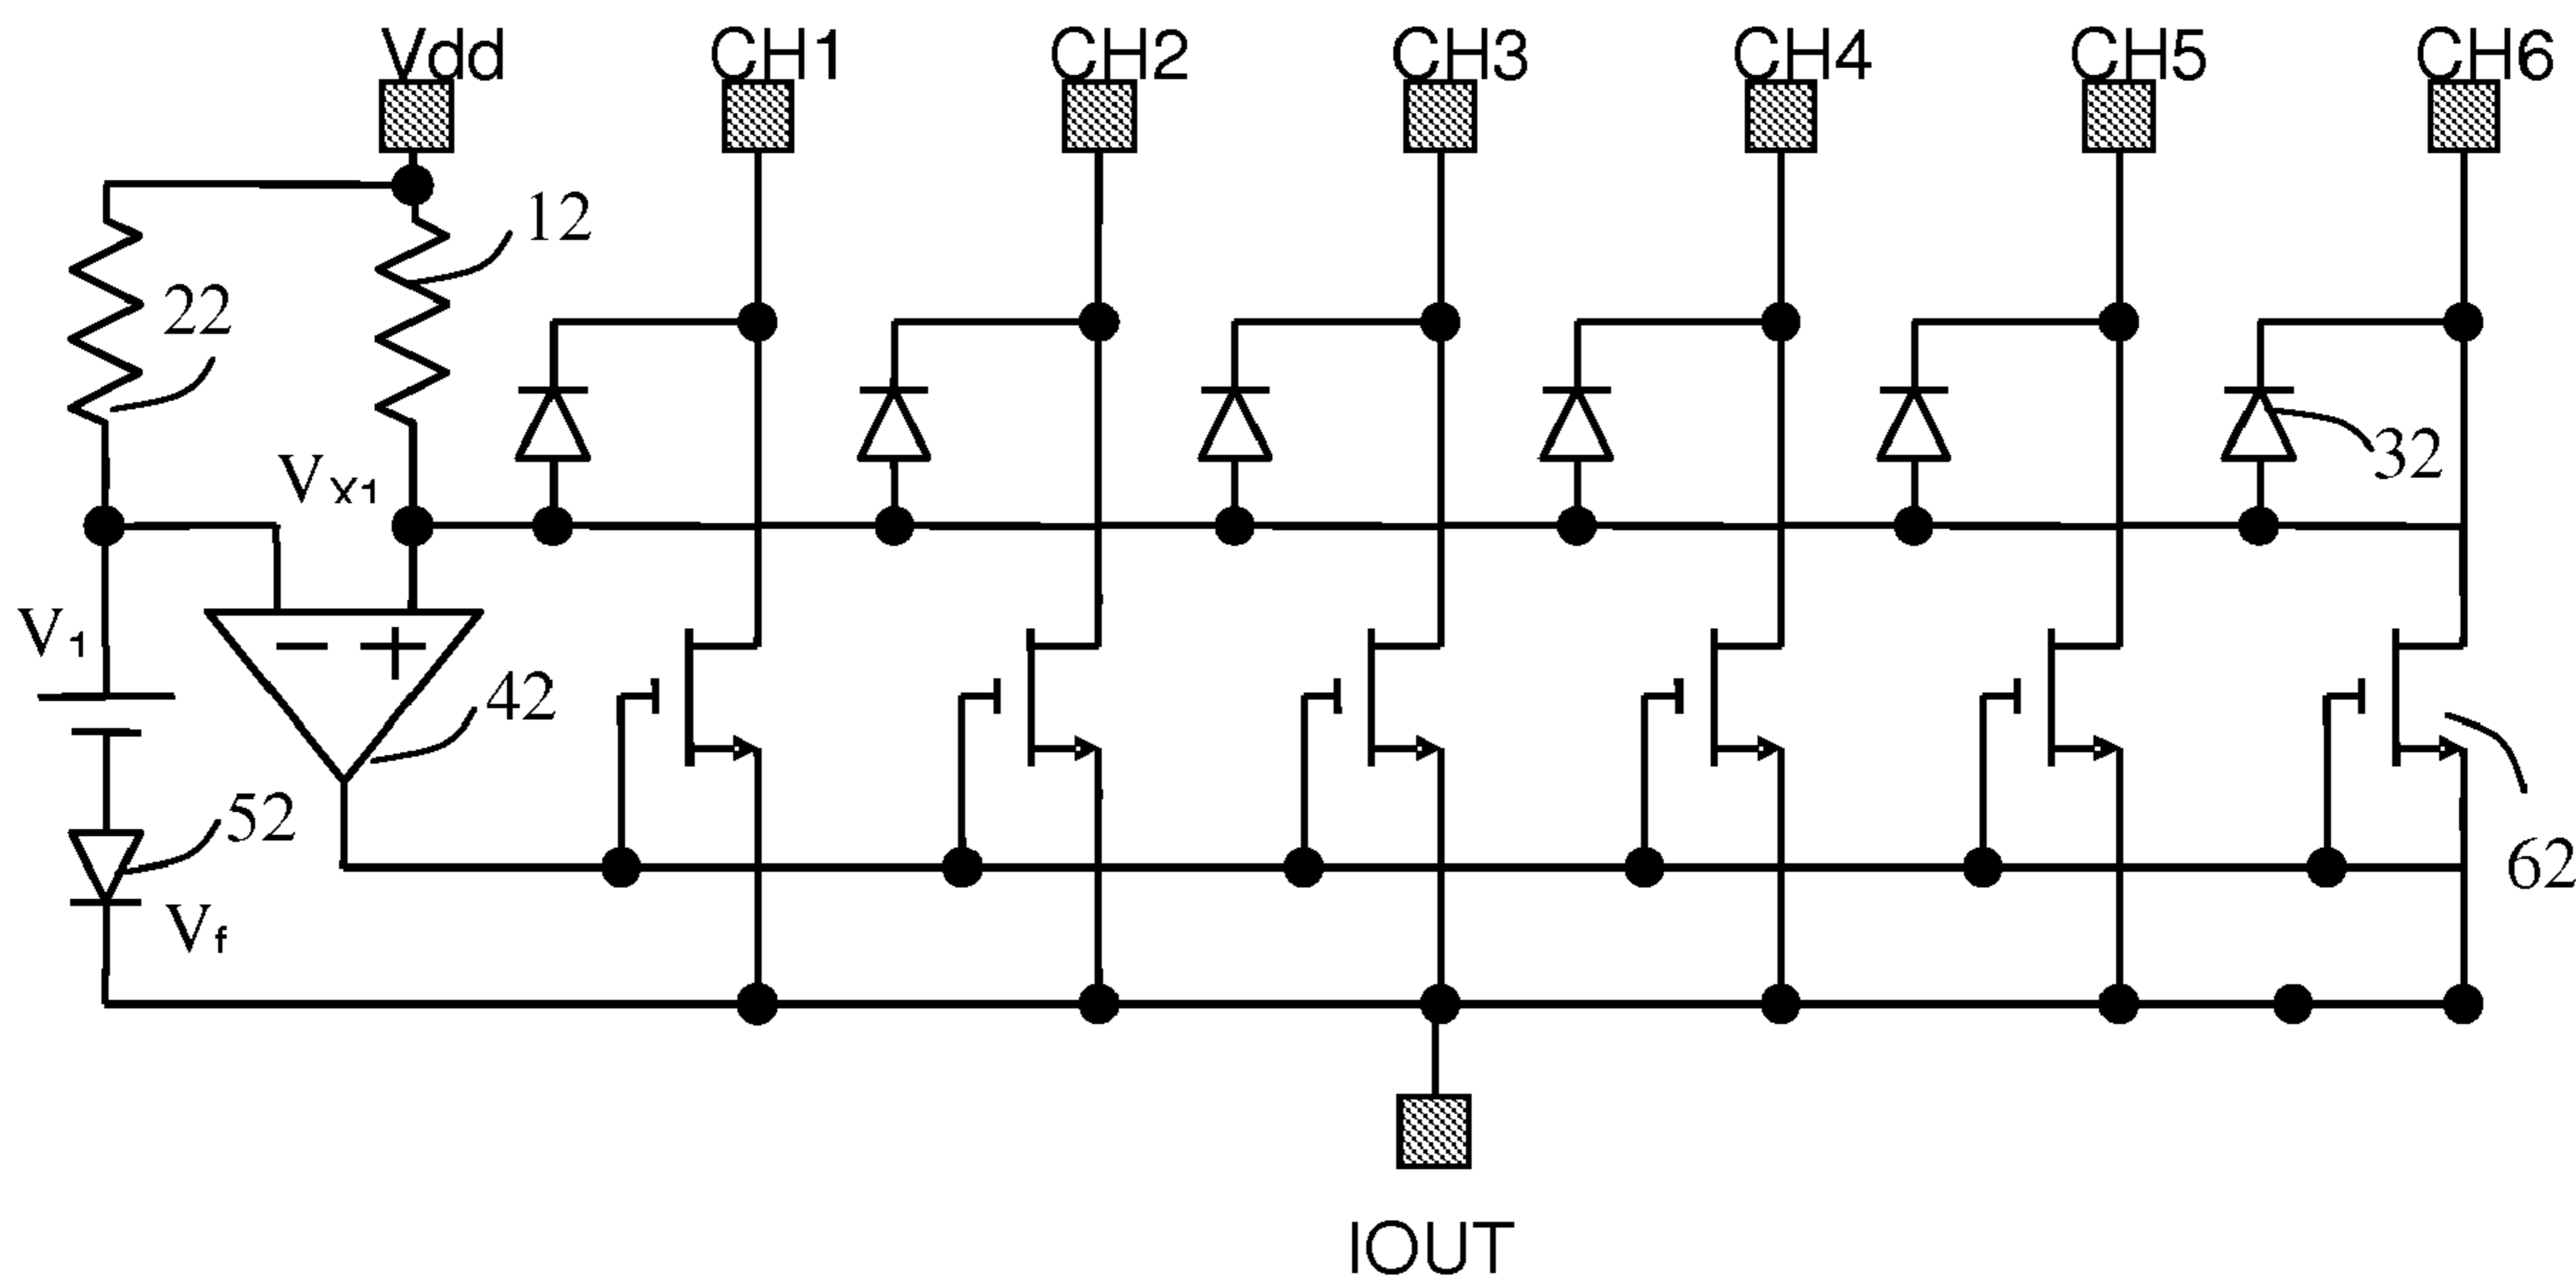 Vdd CH1 CH2 CH3 CH4 CH5 CH6
12
22
32
Vx1
V1
− +
42
52
62
Vf
IOUT